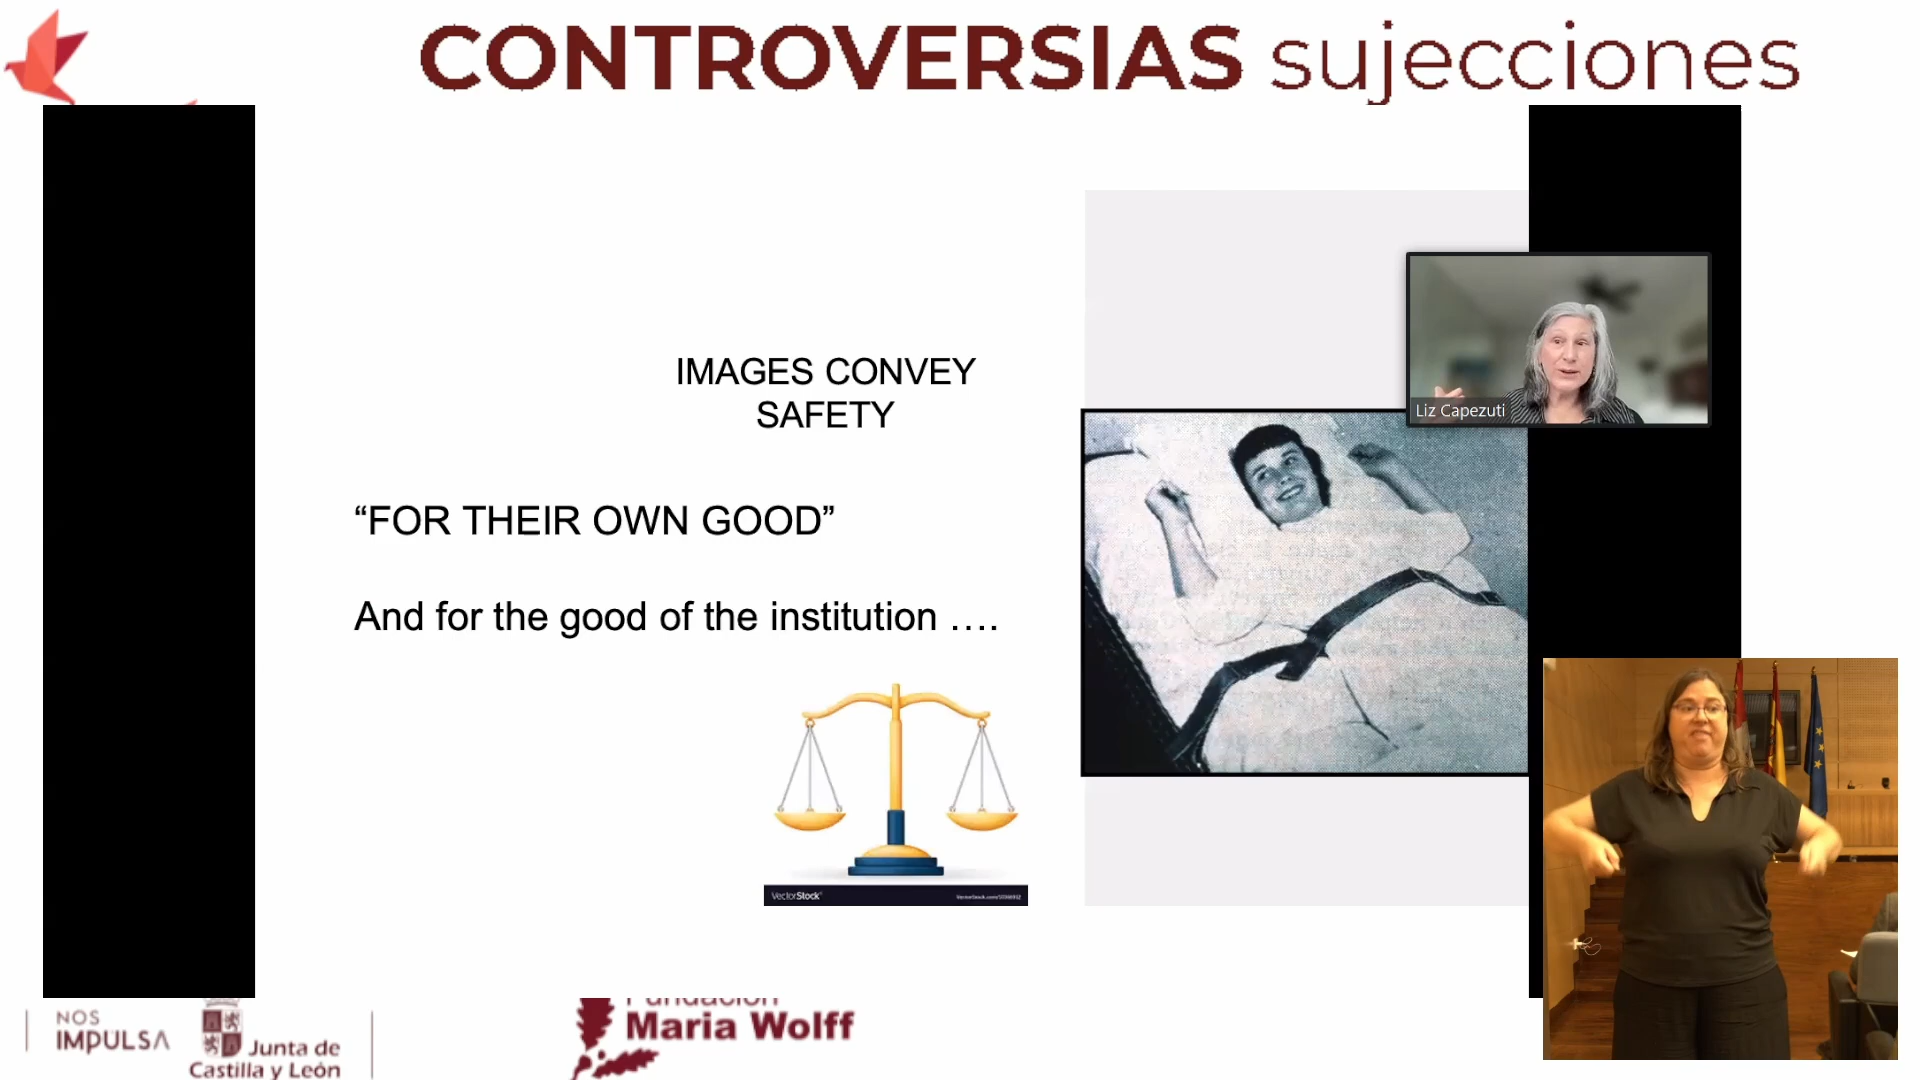 CONTROVERSIAS sujecciones
IMAGES CONVEY
SAFETY
“FOR THEIR OWN GOOD”
And for the good of the institution ....
Liz Capezuti
VectorStock
NOS
IMPULSA
Junta de
Castilla y León
Fundación
Maria Wolff